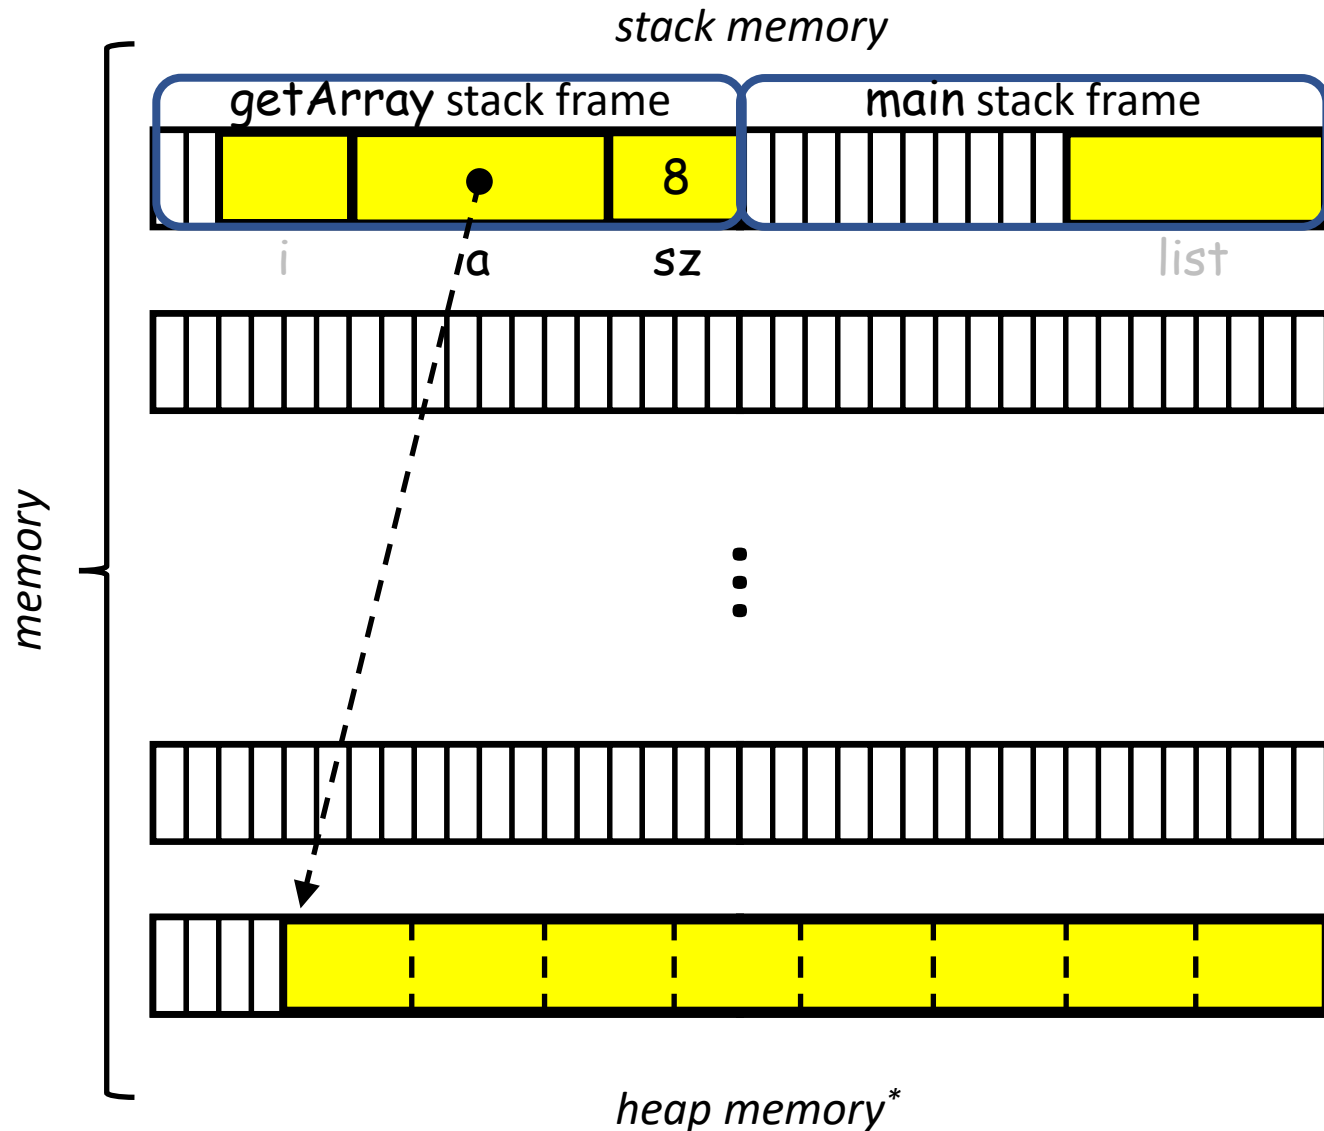 stack memory
getArray stack frame
main stack frame
8
i
a
sz
list
memory
heap memory*